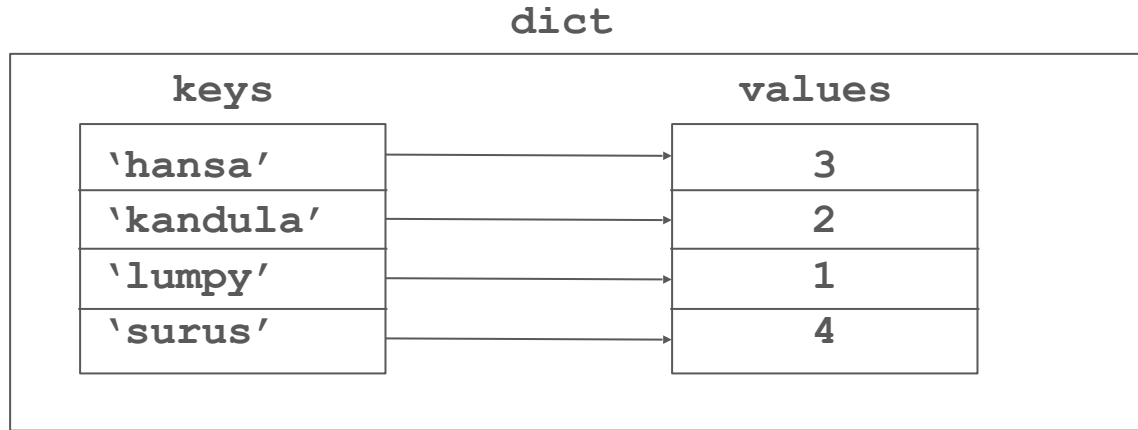 dict
keys values
‘hansa’ 3
‘kandula’ 2
‘lumpy’ 1
‘surus’ 4